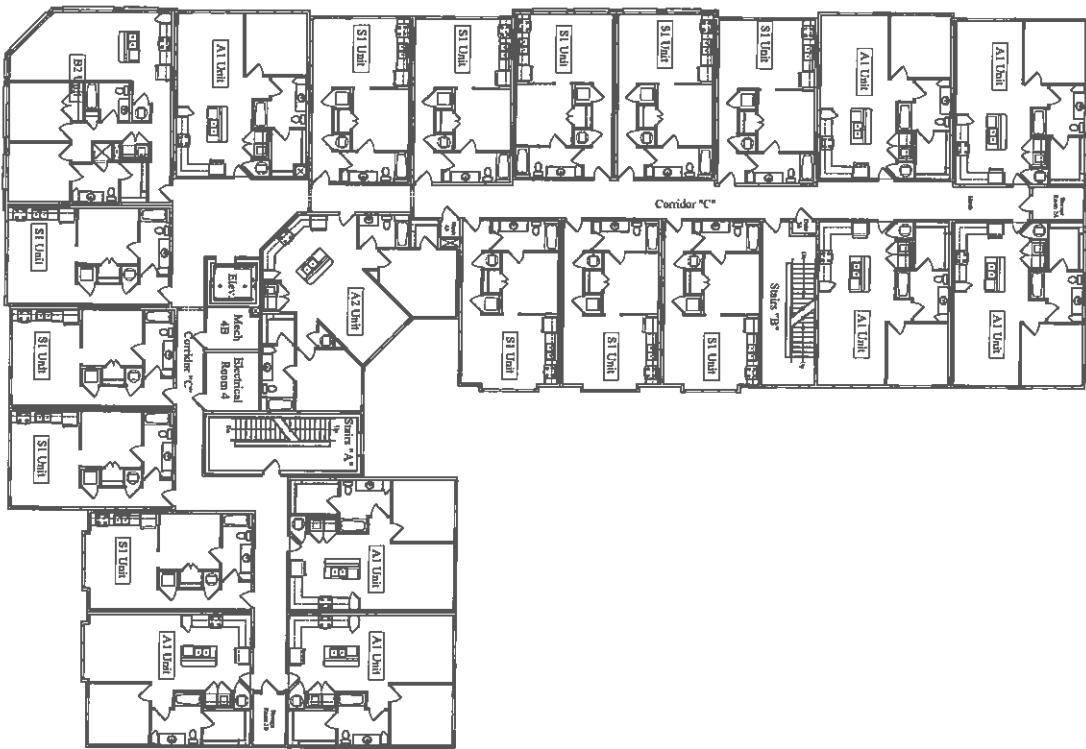 B2 Unit
A1 Unit
S1 Unit
S1 Unit
S1 Unit
S1 Unit
S1 Unit
A1 Unit
A1 Unit
Corridor "C"
S1 Unit
Elev.
A2 Unit
Stairs "B"
A1 Unit
A1 Unit
S1 Unit
S1 Unit
S1 Unit
S1 Unit
Corridor "C"
Mech
4B
Electrical
Room 4
S1 Unit
Stairs "A"
Up
S1 Unit
A1 Unit
A1 Unit
A1 Unit